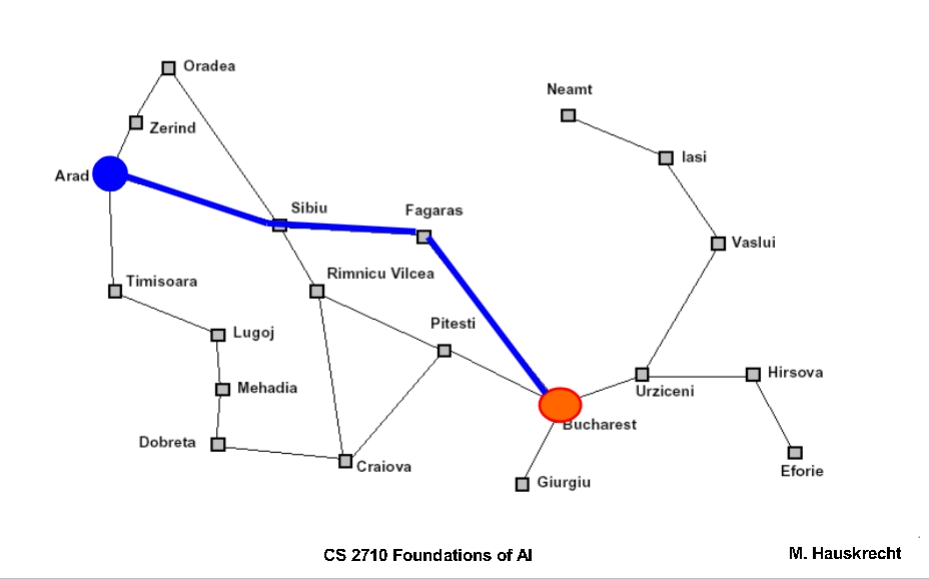 Oradea
Neamt
Zerind
Iasi
Arad
Sibiu
Fagaras
Vaslui
Rimnicu Vilcea
Timisoara
Pitesti
Lugoj
Hirsova
Mehadia
Urziceni
Bucharest
Dobreta
Craiova
Eforie
Giurgiu
CS 2710 Foundations of AI
M. Hauskrecht